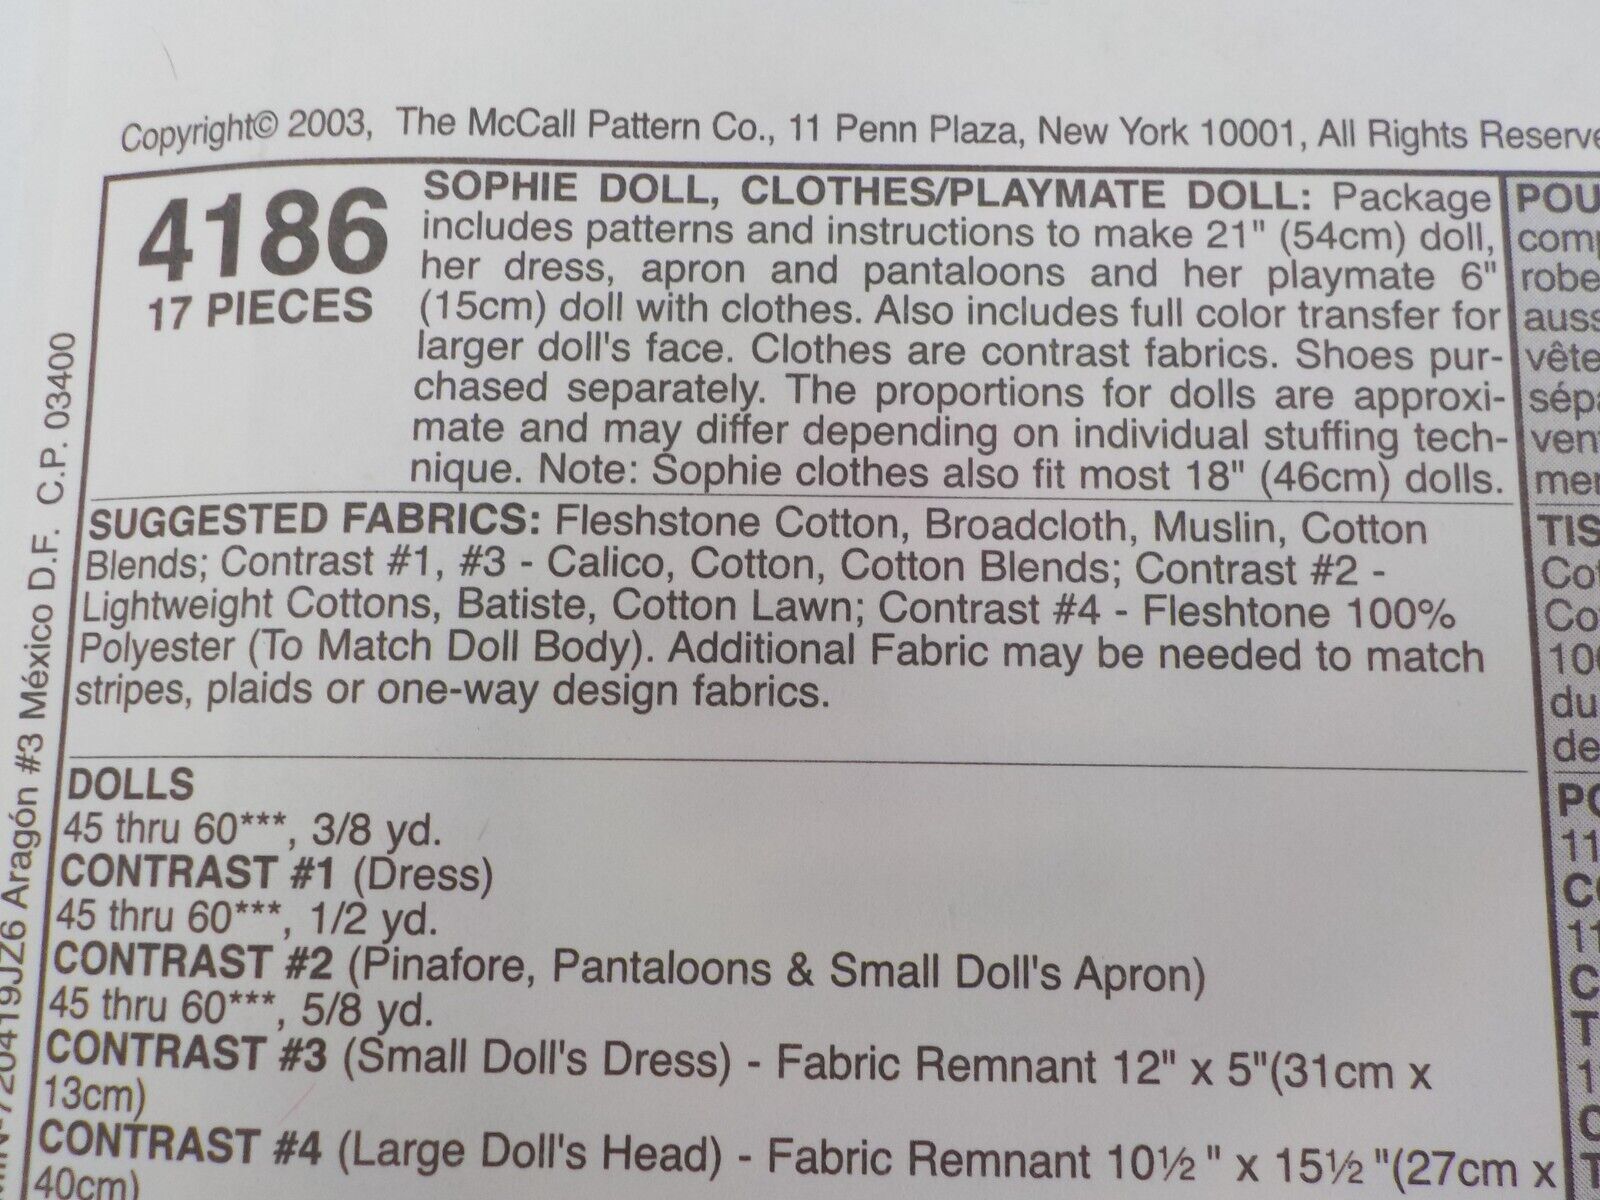 Copyright© 2003, The McCall Pattern Co., 11 Penn Plaza, New York 10001, All Rights
4186
17 PIECES
SOPHIE DOLL, CLOTHES/PLAYMATE DOLL: Package
includes patterns and instructions to make 21" (54cm) doll,
her dress, apron and pantaloons and her playmate 6"
(15cm) doll with clothes. Also includes full color transfer for
larger doll's face. Clothes are contrast fabrics. Shoes pur-
chased separately. The proportions for dolls are approxi-
mate and may differ depending on individual stuffing tech-
nique. Note: Sophie clothes also fit most 18" (46cm) dolls.
SUGGESTED FABRICS: Fleshstone Cotton, Broadcloth, Muslin, Cotton
Blends; Contrast #1, #3 - Calico, Cotton, Cotton Blends; Contrast #2 -
Lightweight Cottons, Batiste, Cotton Lawn; Contrast #4 - Fleshtone 100%
Polyester (To Match Doll Body). Additional Fabric may be needed to match
stripes, plaids or one-way design fabrics.
DOLLS
45 thru 60***, 3/8 yd.
CONTRAST #1 (Dress)
45 thru 60***, 1/2 yd.
CONTRAST #2 (Pinafore, Pantaloons & Small Doll's Apron)
45 thru 60***, 5/8 yd.
CONTRAST #3 (Small Doll's Dress) - Fabric Remnant 12" x 5"(31cm x
13cm)
CONTRAST #4 (Large Doll's Head) - Fabric Remnant 10½ " x 15½ "(27cm x
40cm)
Aragón #3 México D.F. C.P. 03400